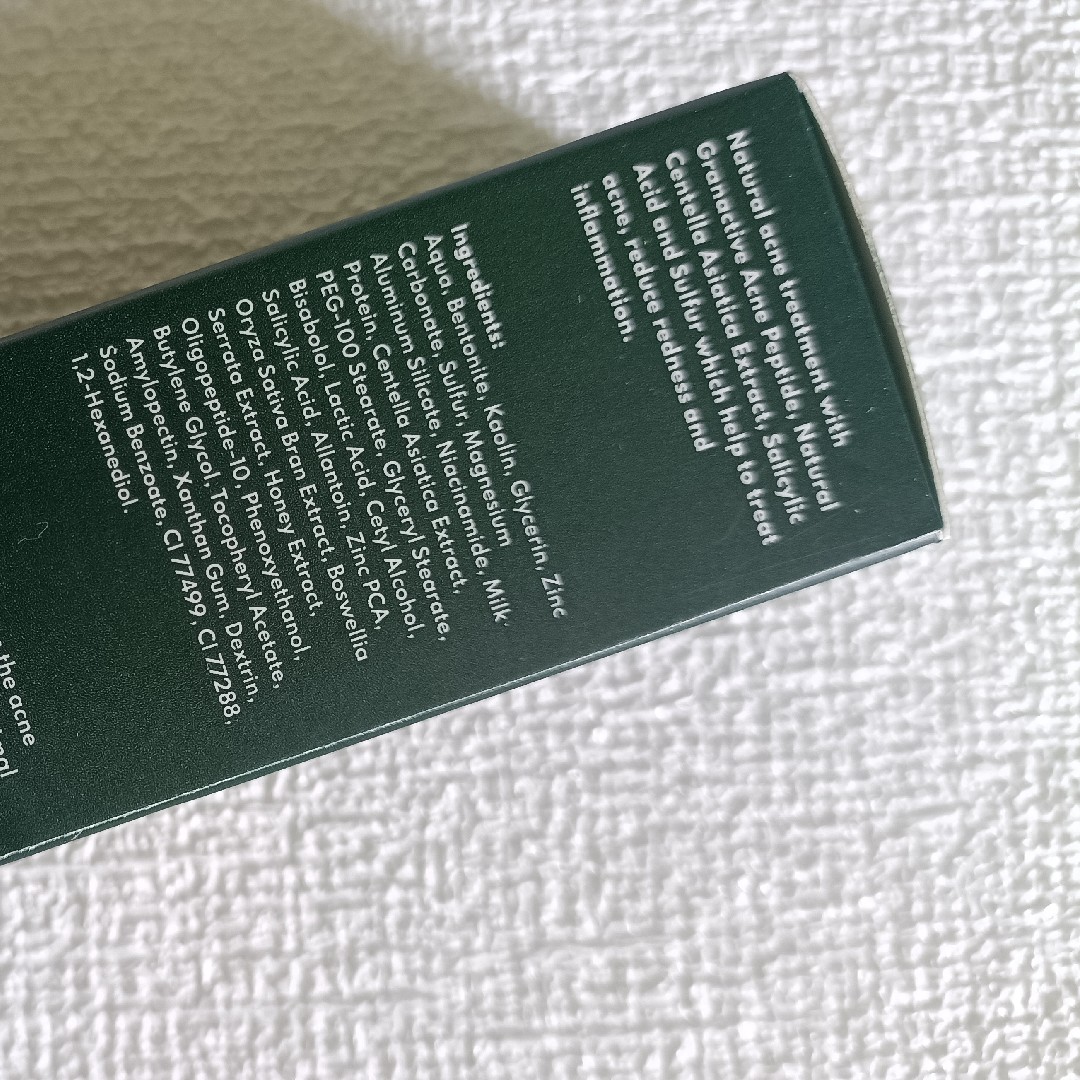 Natural acne treatment with
Granactive Acne Peptide, Natural
Centella Asiatica Extract, Salicylic
Acid and Sulfur which help to treat
acne, reduce redness and
inflammation.
Ingredients:
Aqua, Bentonite, Kaolin, Glycerin, Zinc
Carbonate, Sulfur, Magnesium
Aluminum Silicate, Niacinamide, Milk
Protein, Centella Asiatica Extract,
PEG-100 Stearate, Glyceryl Stearate,
Bisabolol, Lactic Acid, Cetyl Alcohol,
Salicylic Acid, Allantoin, Zinc PCA,
Oryza Sativa Bran Extract, Boswellia
Serrata Extract, Honey Extract,
Oligopeptide-10, Phenoxyethanol,
Butylene Glycol, Tocopheryl Acetate,
Amylopectin, Xanthan Gum, Dextrin,
Sodium Benzoate, CI 77499, CI 77288,
1,2-Hexanediol.
the acne